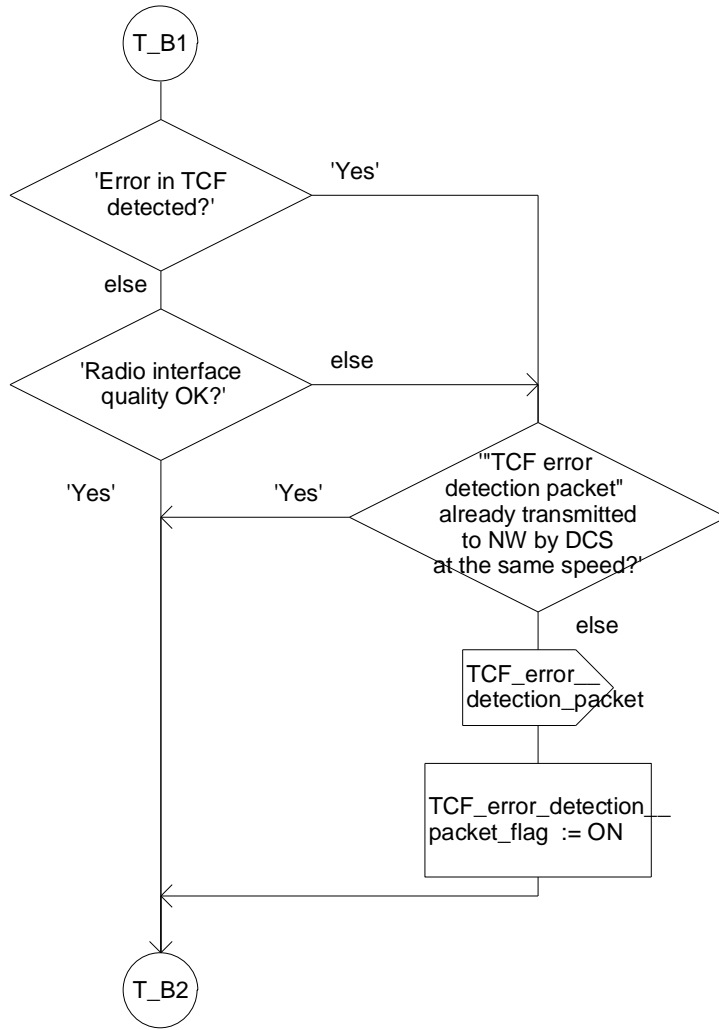 T_B1
'Error in TCF
detected?'
'Yes'
else
'Radio interface
quality OK?'
else
'Yes'
'Yes'
'"TCF error
detection packet"
already transmitted
to NW by DCS
at the same speed?'
else
TCF_error__
detection_packet
TCF_error_detection__
packet_flag := ON
T_B2